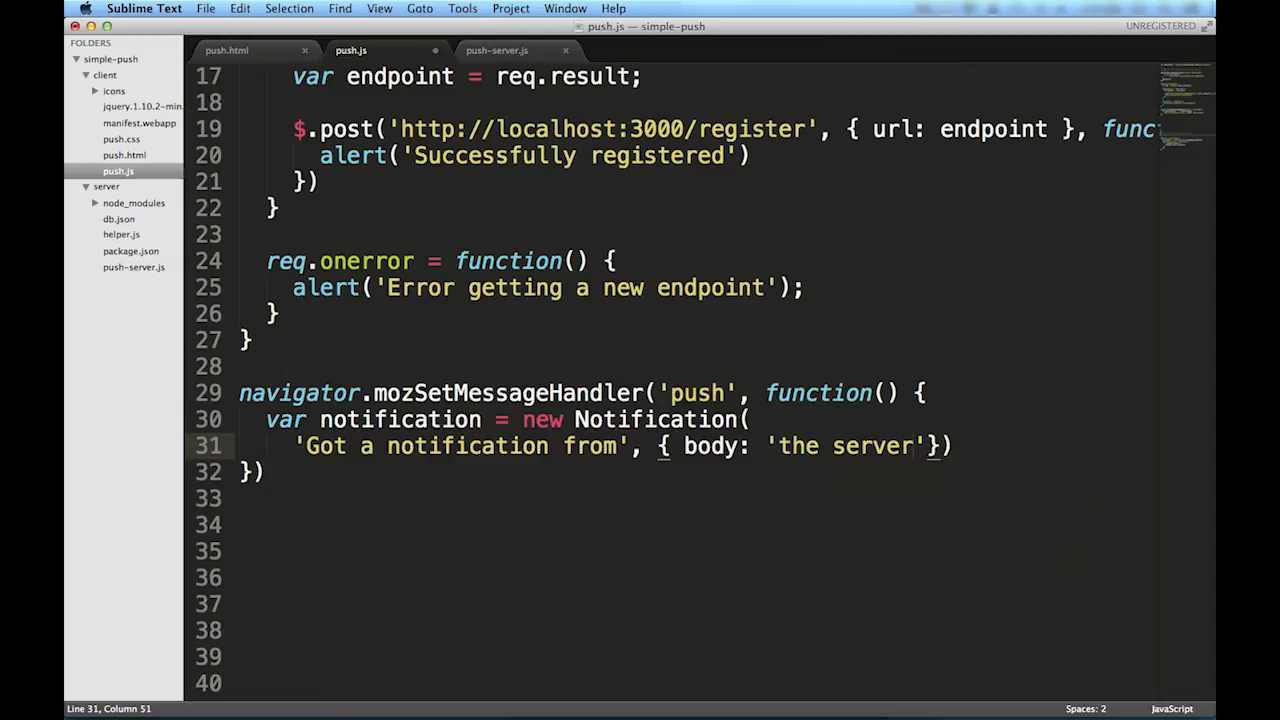 Sublime Text File Edit Selection Find View Goto Tools Project Window Help
push.js — simple-push
UNREGISTERED
FOLDERS
simple-push
client
icons
jquery.1.10.2-min.
manifest.webapp
push.css
push.html
push.js
server
node_modules
db.json
helper.js
package.json
push-server.js
push.html × push.js push-server.js ×
17 var endpoint = req.result;
18
19 $.post('http://localhost:3000/register', { url: endpoint }, func
20 alert('Successfully registered')
21 })
22 }
23
24 req.onerror = function() {
25 alert('Error getting a new endpoint');
26 }
27 }
28
29 navigator.mozSetMessageHandler('push', function() {
30 var notification = new Notification(
31 'Got a notification from', { body: 'the server'})
32 })
33
34
35
36
37
38
39
40
Line 31, Column 51
Spaces: 2
JavaScript